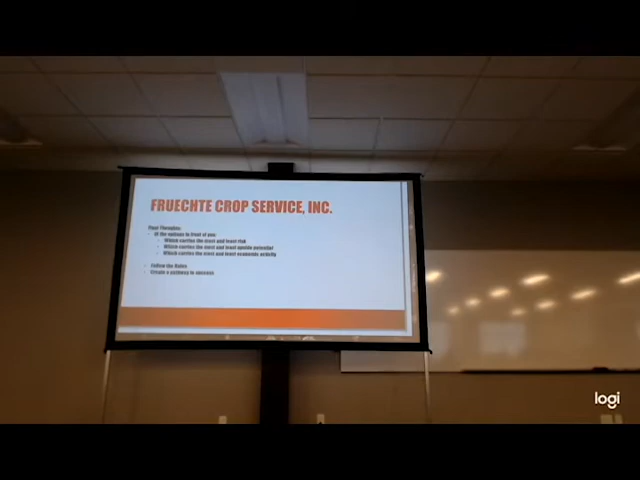 FRUECHTE CROP SERVICE, INC.
Final Thoughts:
- Of the options in front of you:
- Which carries the most and least risk
- Which carries the most and least upside potential
- Which carries the most and least economic activity
- Follow the Rules
- Create a pathway to success
logi